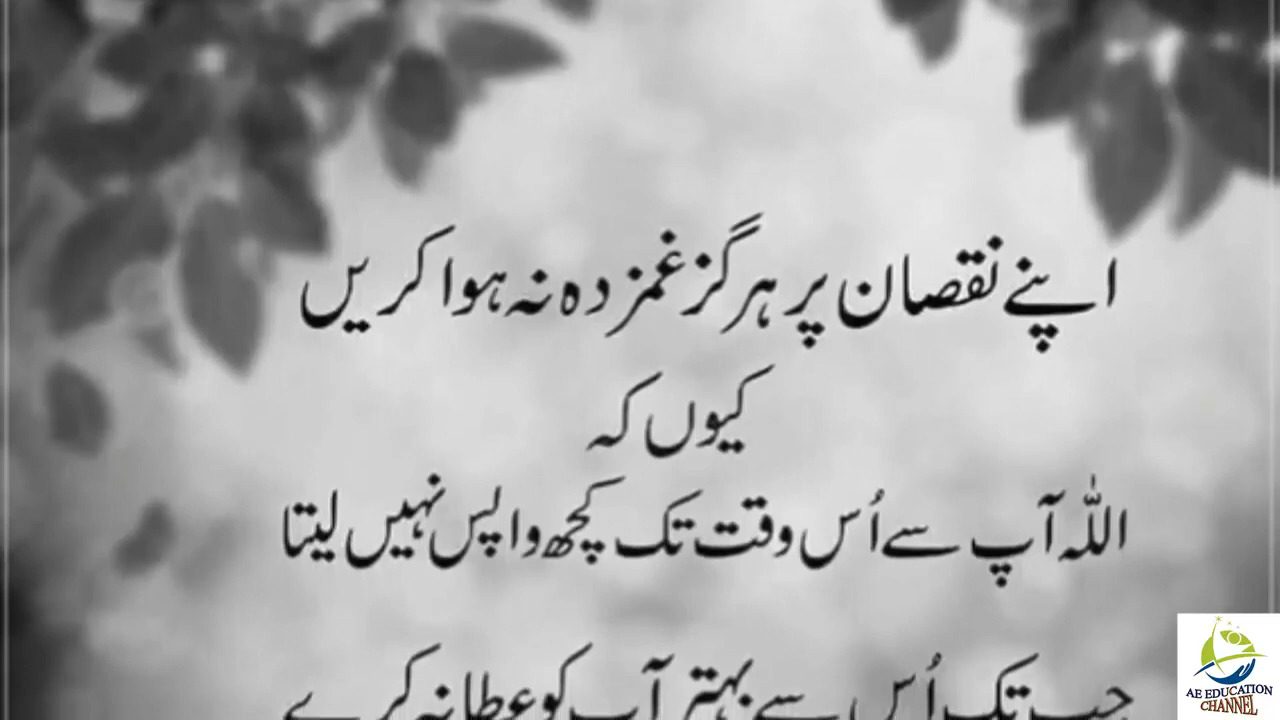 اپنے نقصان پر ہرگز غمزدہ نہ ہوا کریں
کیوں کہ
اللہ آپ سے اُس وقت تک کچھ واپس نہیں لیتا
جب تک اُس سے بہتر آپ کو عطا نہ کرے
AE EDUCATION
CHANNEL